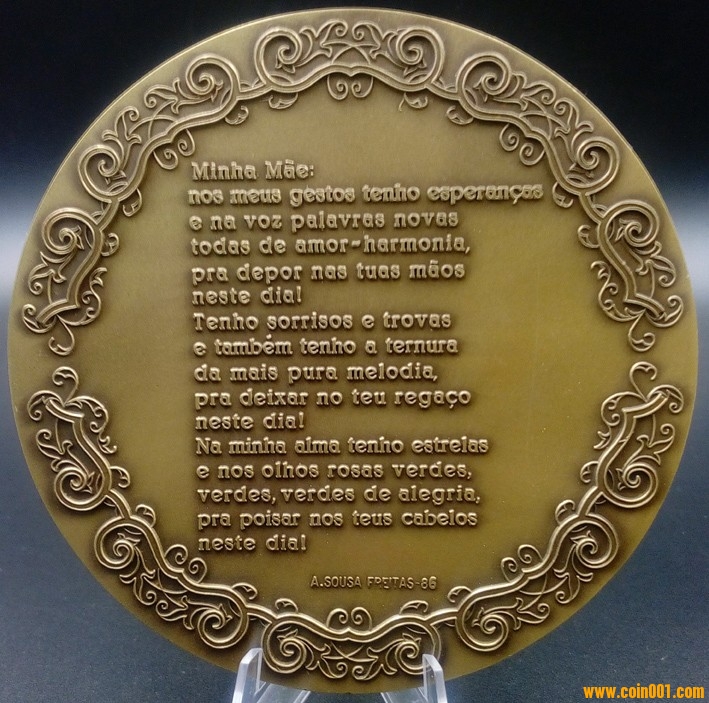 Minha Mãe:
nos meus gestos tenho esperanças
e na voz palavras novas
todas de amor-harmonia,
pra depor nas tuas mãos
neste dia!
Tenho sorrisos e trovas
e também tenho a ternura
da mais pura melodia,
pra deixar no teu regaço
neste dia!
Na minha alma tenho estrelas
e nos olhos rosas verdes,
verdes, verdes de alegria,
pra poisar nos teus cabelos
neste dia!
A.SOUSA FREITAS-86
www.coin001.com